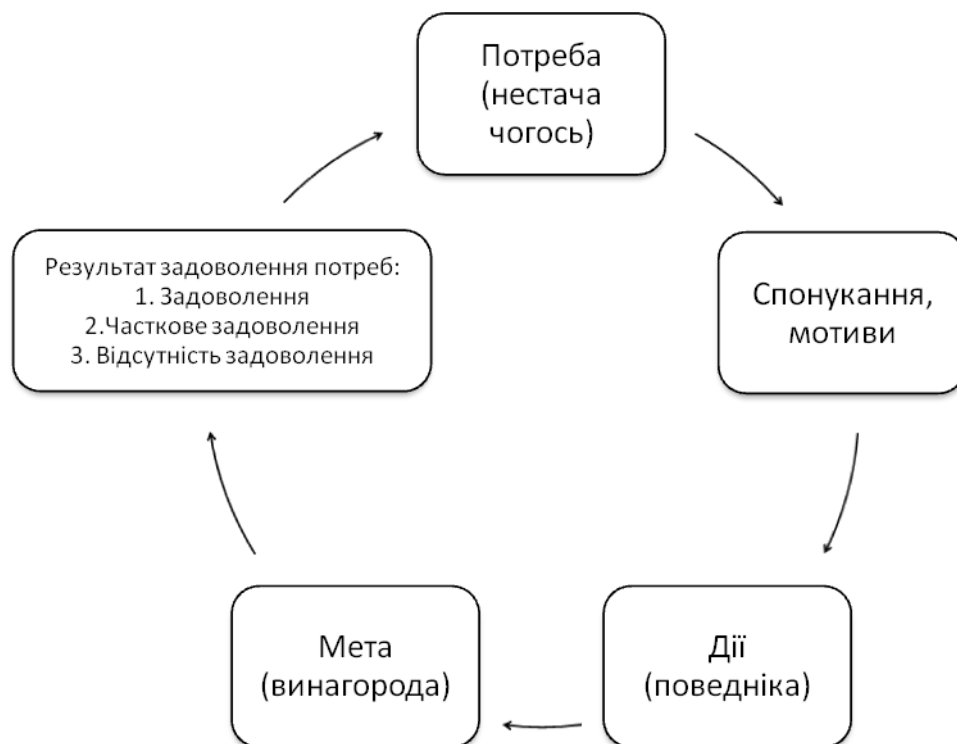 Потреба
(нестача
чогось)
Спонукання,
мотиви
Дії
(поведніка)
Мета
(винагорода)
Результат задоволення потреб:
1. Задоволення
2.Часткове задоволення
3. Відсутність задоволення